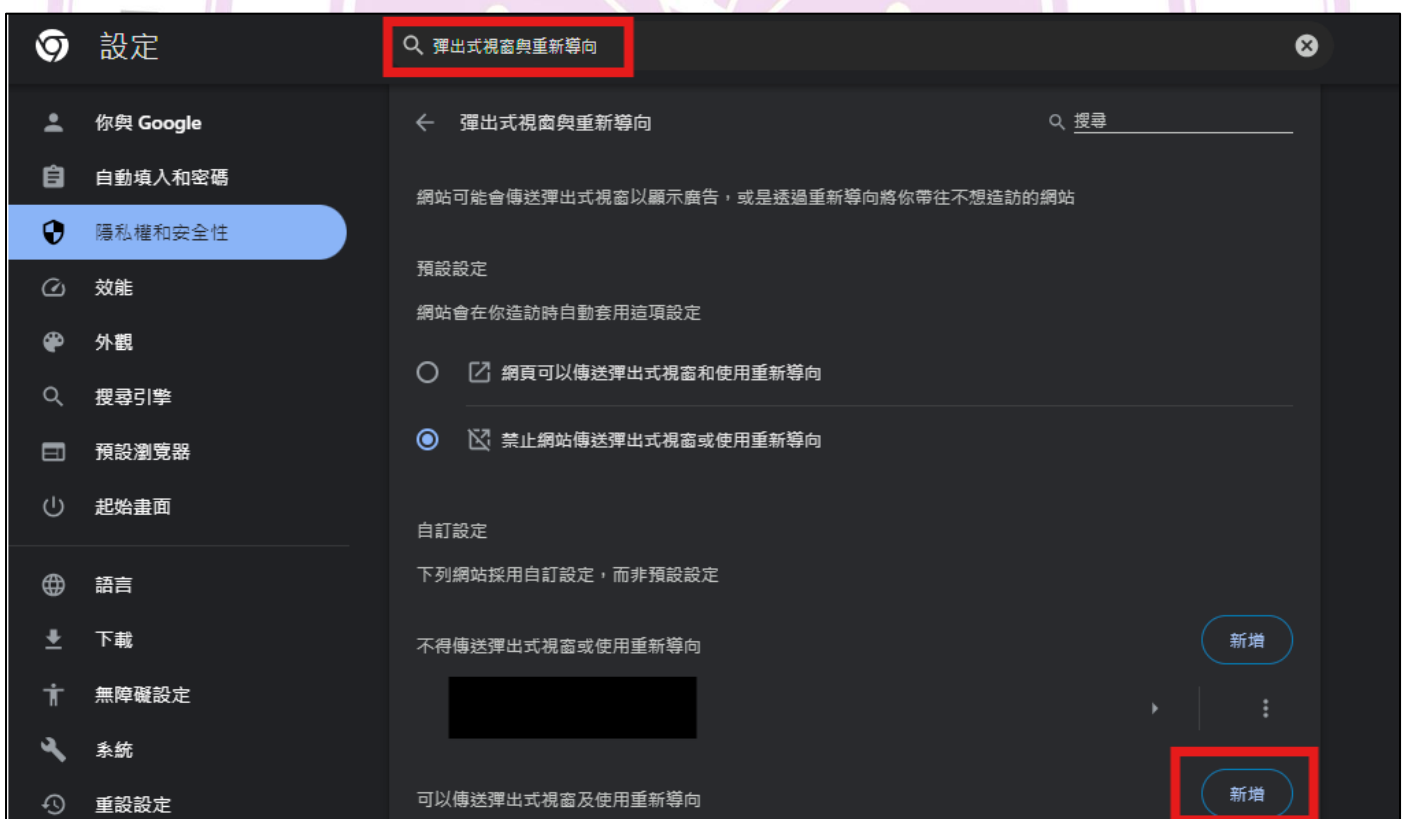 設定
彈出式視窗與重新導向
你與 Google
自動填入和密碼
隱私權和安全性
效能
外觀
搜尋引擎
預設瀏覽器
起始畫面
語言
下載
無障礙設定
系統
重設設定
彈出式視窗與重新導向
搜尋
網站可能會傳送彈出式視窗以顯示廣告，或是透過重新導向將你帶往不想造訪的網站
預設設定
網站會在你造訪時自動套用這項設定
網頁可以傳送彈出式視窗和使用重新導向
禁止網站傳送彈出式視窗或使用重新導向
自訂設定
下列網站採用自訂設定，而非預設設定
不得傳送彈出式視窗或使用重新導向
新增
可以傳送彈出式視窗及使用重新導向
新增